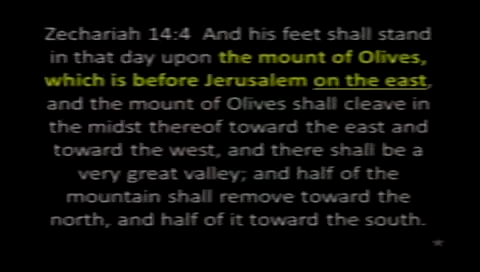 Zechariah 14:4 And his feet shall stand
in that day upon the mount of Olives,
which is before Jerusalem on the east,
and the mount of Olives shall cleave in
the midst thereof toward the east and
toward the west, and there shall be a
very great valley; and half of the
mountain shall remove toward the
north, and half of it toward the south.